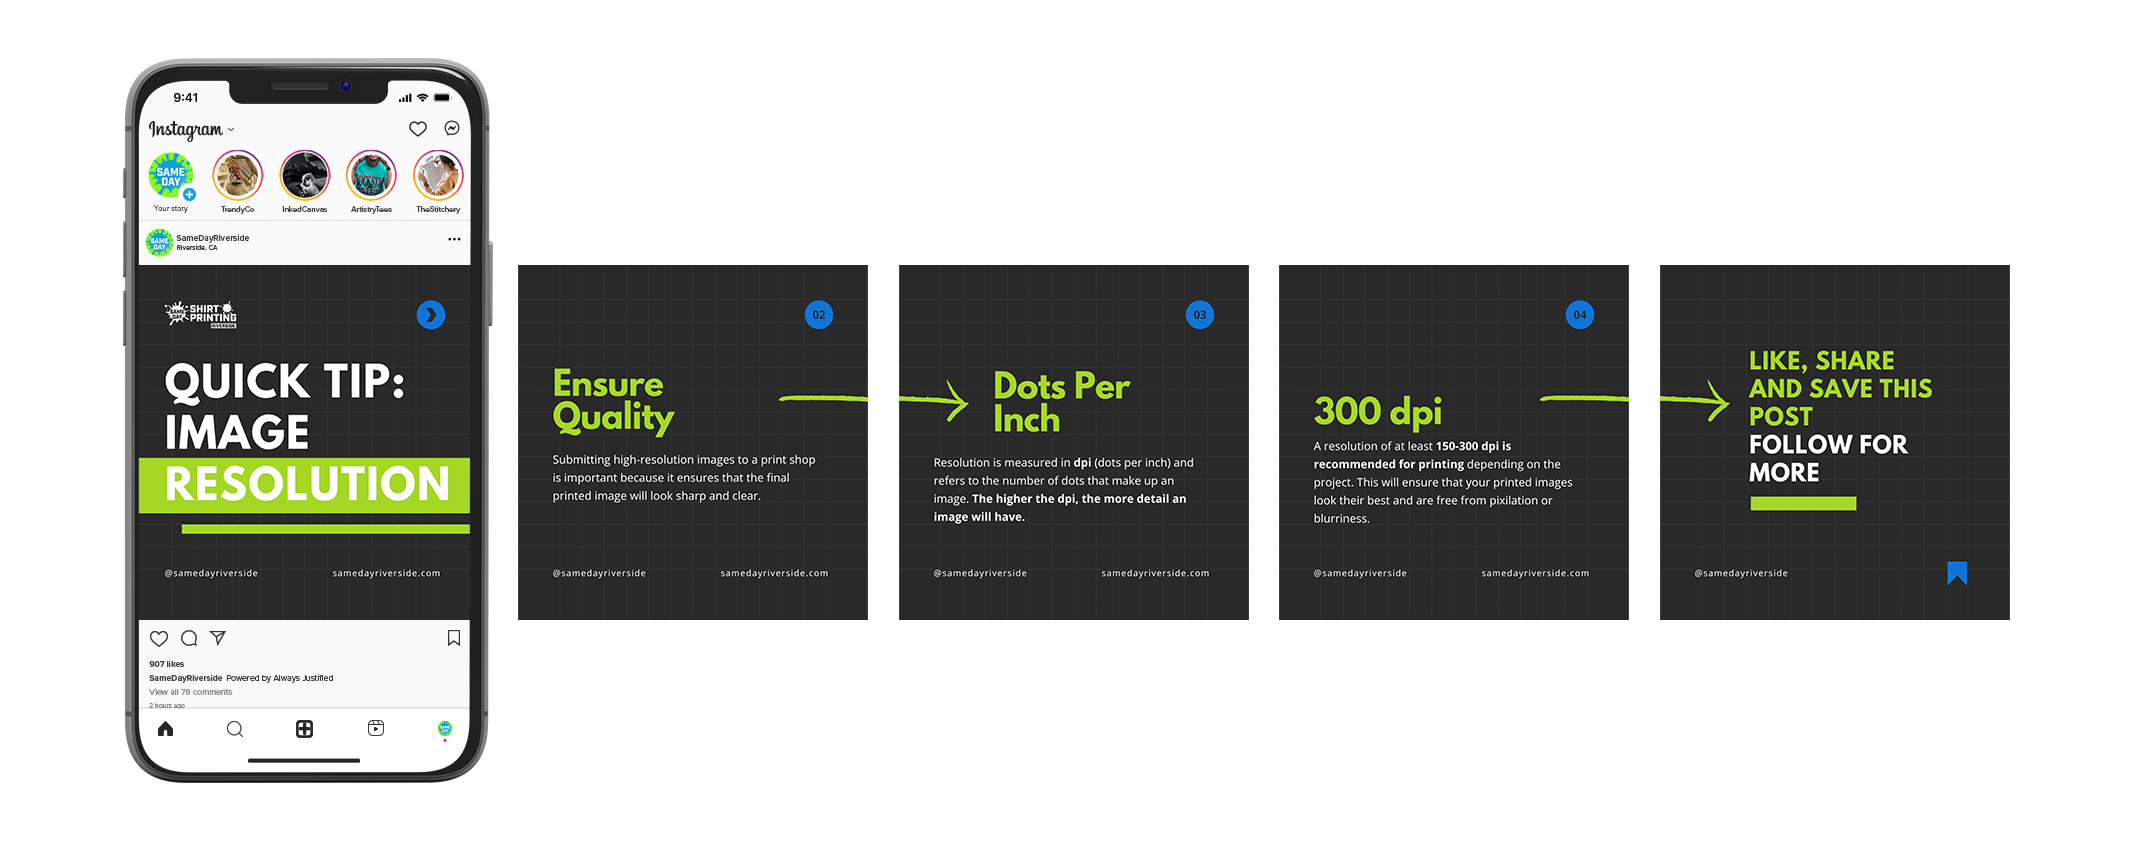 9:41
Instagram
SAME
DAY
Your story
TrendyCo
InkedCanvas
ArtistryTees
TheStitchery
SAME
DAY
SameDayRiverside
Riverside, CA
SAME
DAY
SHIRT
PRINTING
RIVERSIDE
QUICK TIP:
IMAGE
RESOLUTION
@samedayriverside
samedayriverside.com
907 likes
SameDayRiverside Powered by Always Justified
View all 78 comments
2 hours ago
SAME
DAY
02
Ensure
Quality
Submitting high-resolution images to a print shop
is important because it ensures that the final
printed image will look sharp and clear.
@samedayriverside
samedayriverside.com
03
Dots Per
Inch
Resolution is measured in dpi (dots per inch) and
refers to the number of dots that make up an
image. The higher the dpi, the more detail an
image will have.
@samedayriverside
samedayriverside.com
04
300 dpi
A resolution of at least 150-300 dpi is
recommended for printing depending on the
project. This will ensure that your printed images
look their best and are free from pixilation or
blurriness.
@samedayriverside
samedayriverside.com
LIKE, SHARE
AND SAVE THIS
POST
FOLLOW FOR
MORE
@samedayriverside